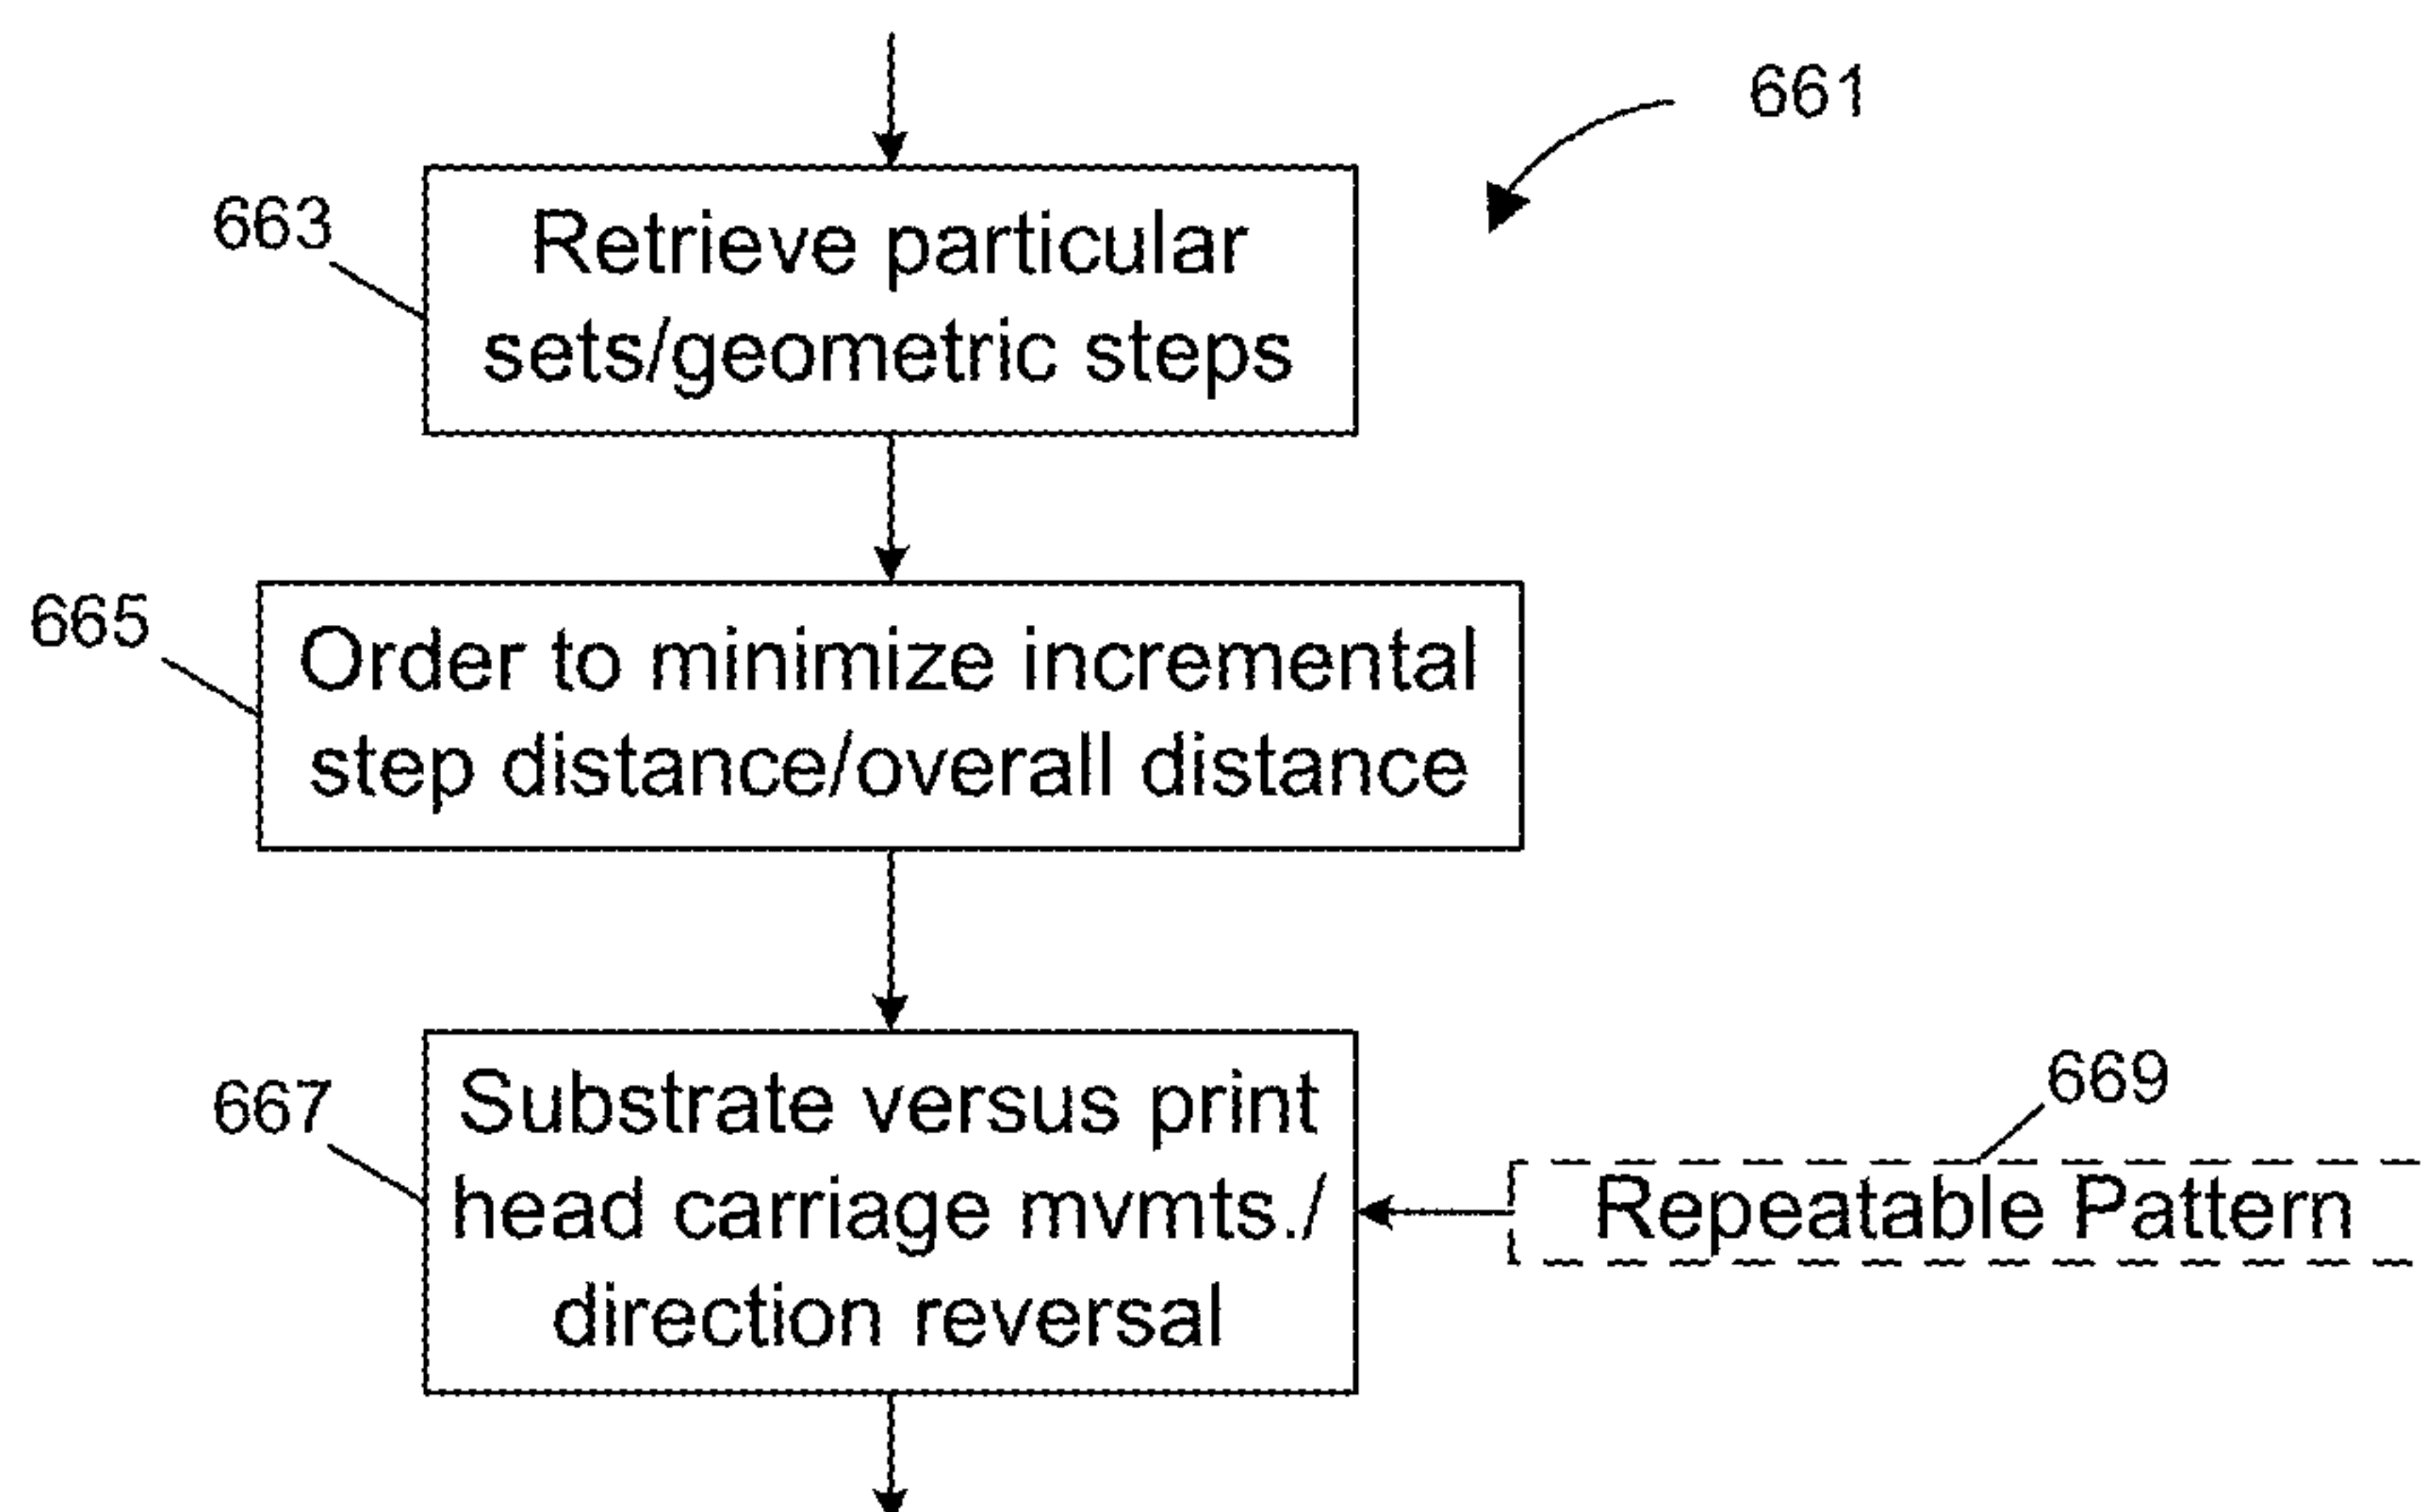 661
663
Retrieve particular
sets/geometric steps
665
Order to minimize incremental
step distance/overall distance
667
Substrate versus print
head carriage mvmts./
direction reversal
669
Repeatable Pattern